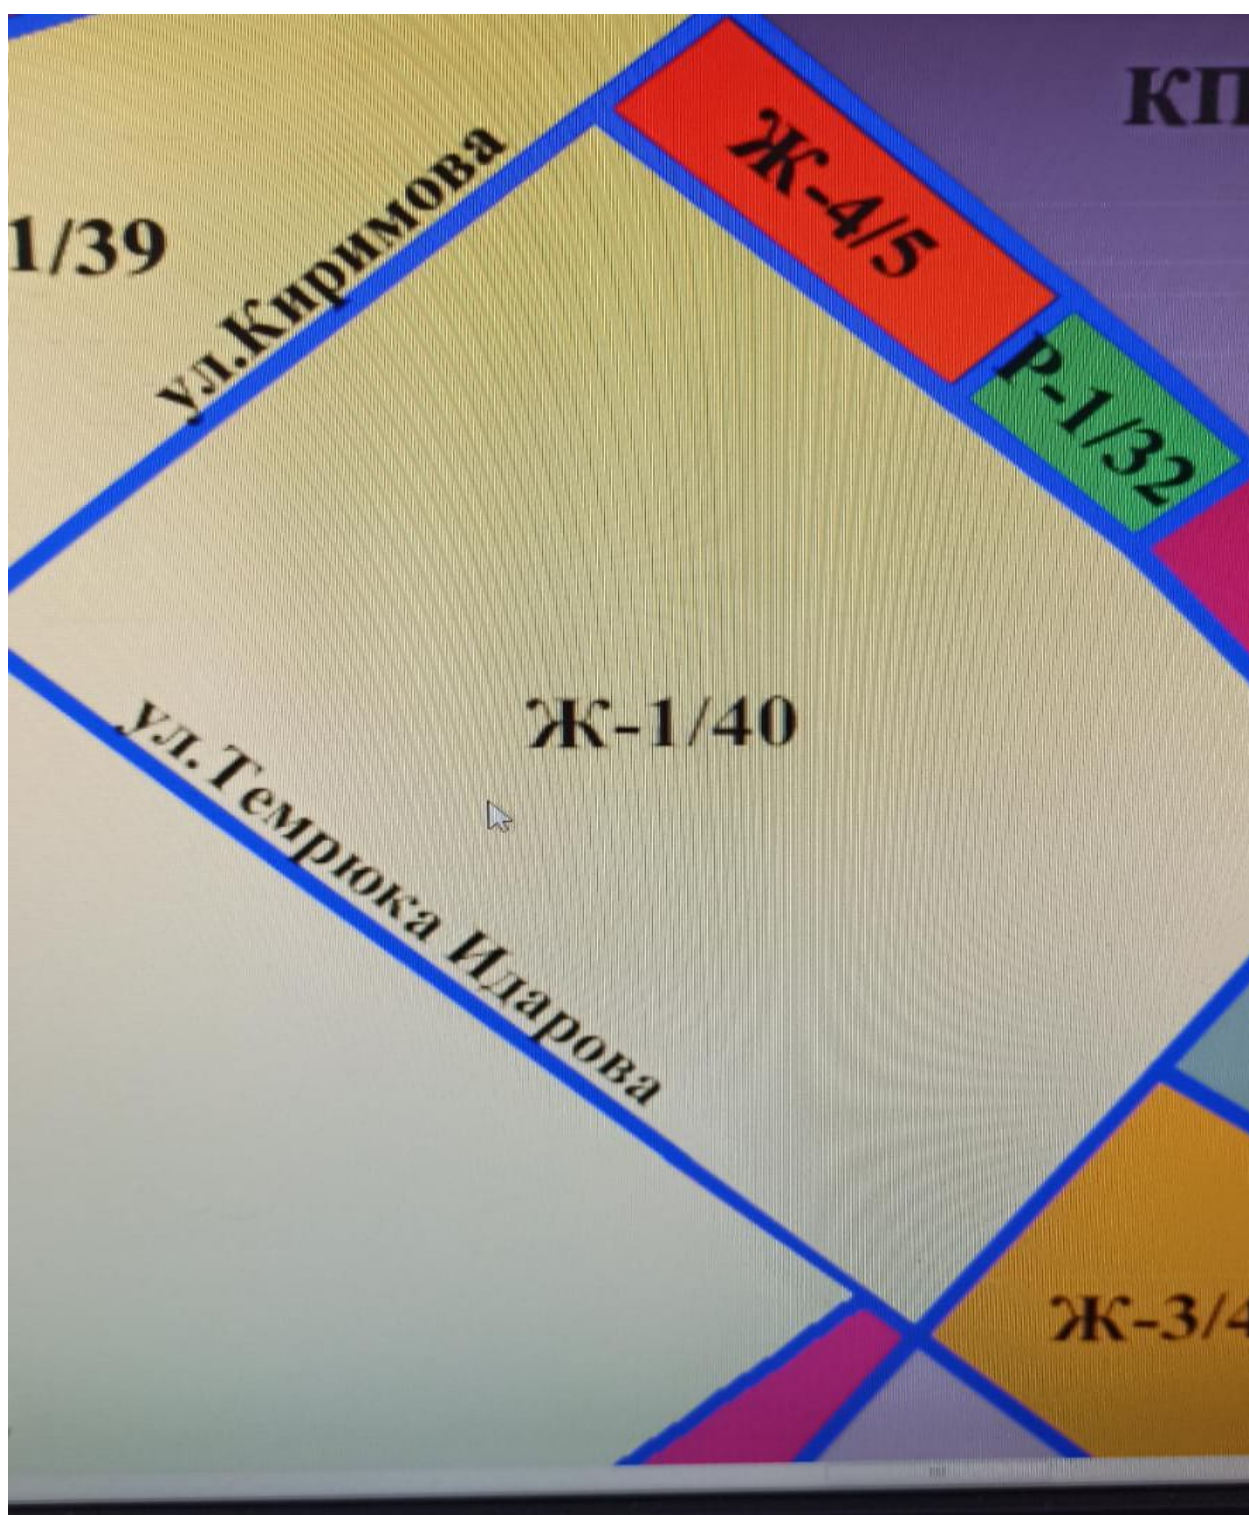 КП
Ж-4/5
1/39
ул.Киримова
Р-1/32
Ж-1/40
ул.Темрюка Идарова
Ж-3/4